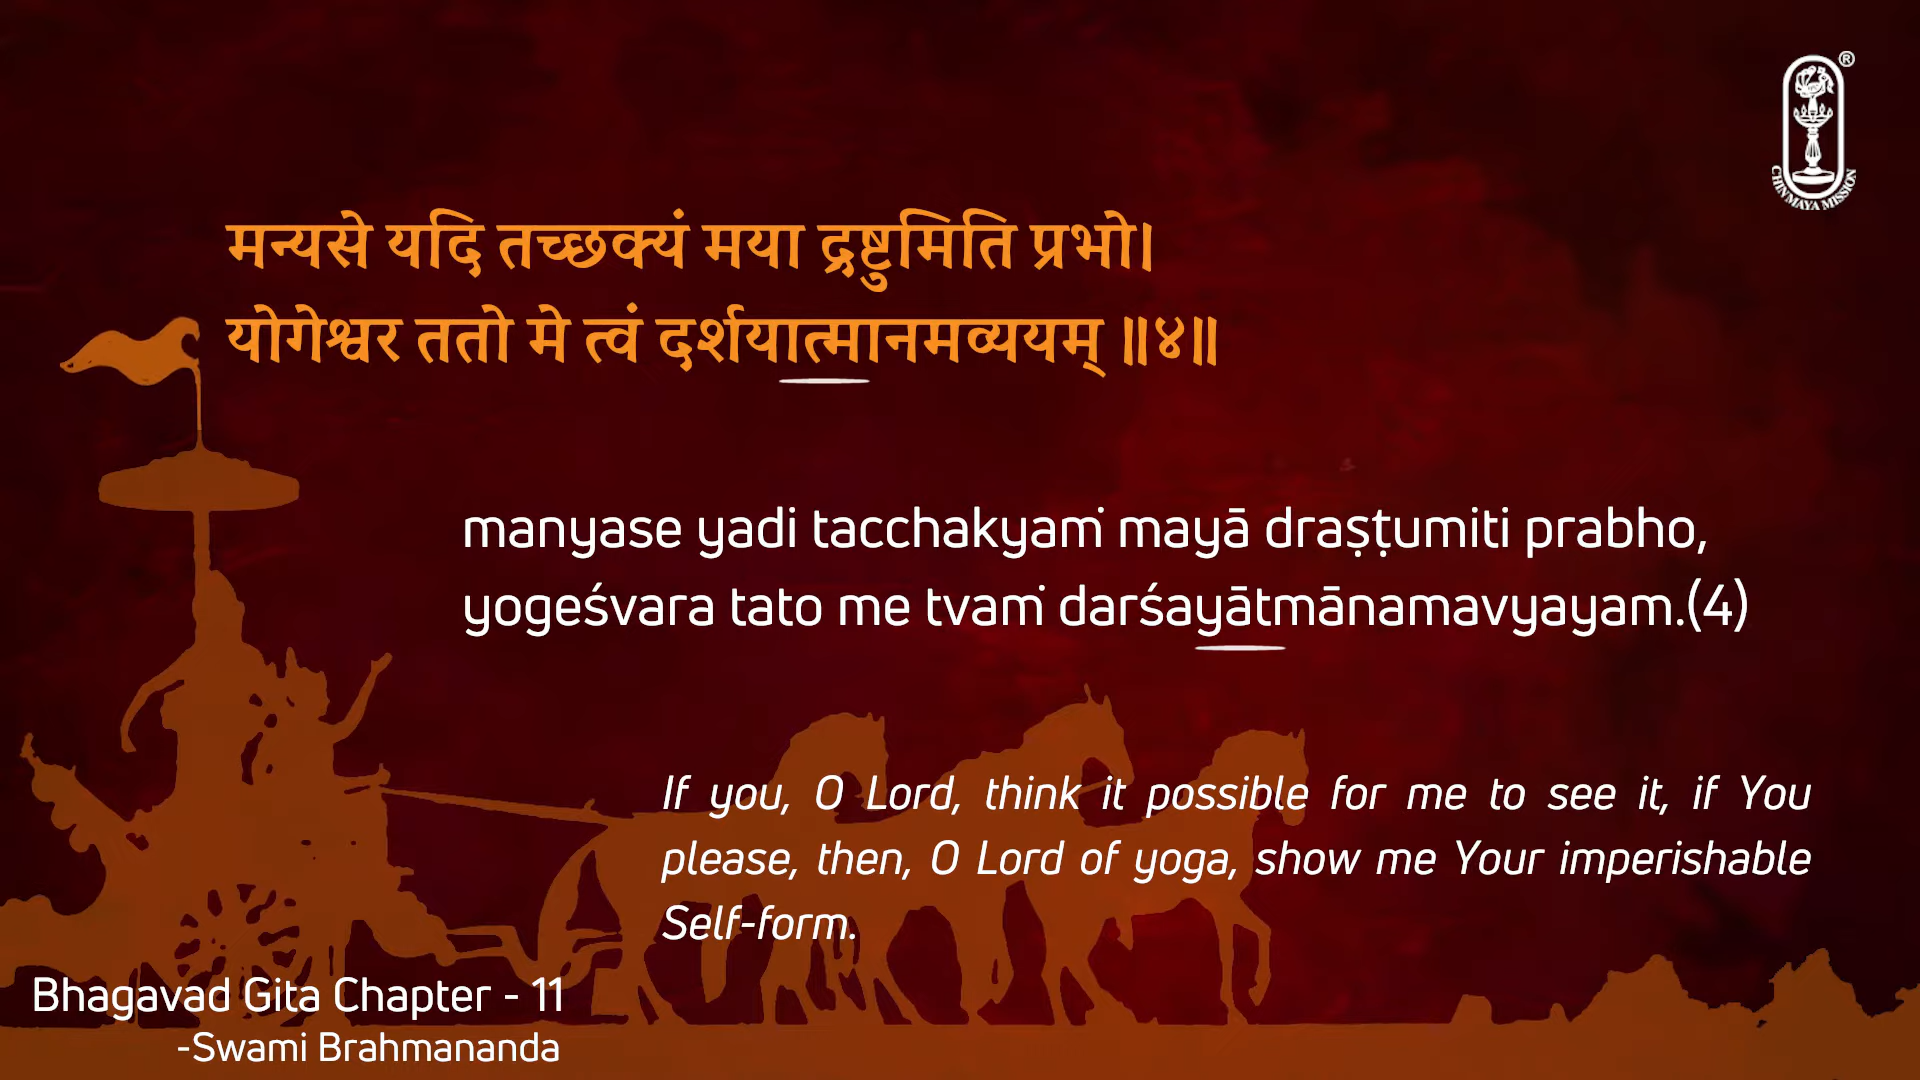 ®
CHINMAYA MISSION
मन्यसे यदि तच्छक्यं मया द्रष्टुमिति प्रभो।
योगेश्वर ततो मे त्वं दर्शयात्मानमव्ययम् ॥४॥
manyase yadi tacchakyaṁ mayā draṣṭumiti prabho,
yogeśvara tato me tvaṁ darśayātmānamavyayam.(4)
If you, O Lord, think it possible for me to see it, if You
please, then, O Lord of yoga, show me Your imperishable
Self-form.
Bhagavad Gita Chapter - 11
-Swami Brahmananda